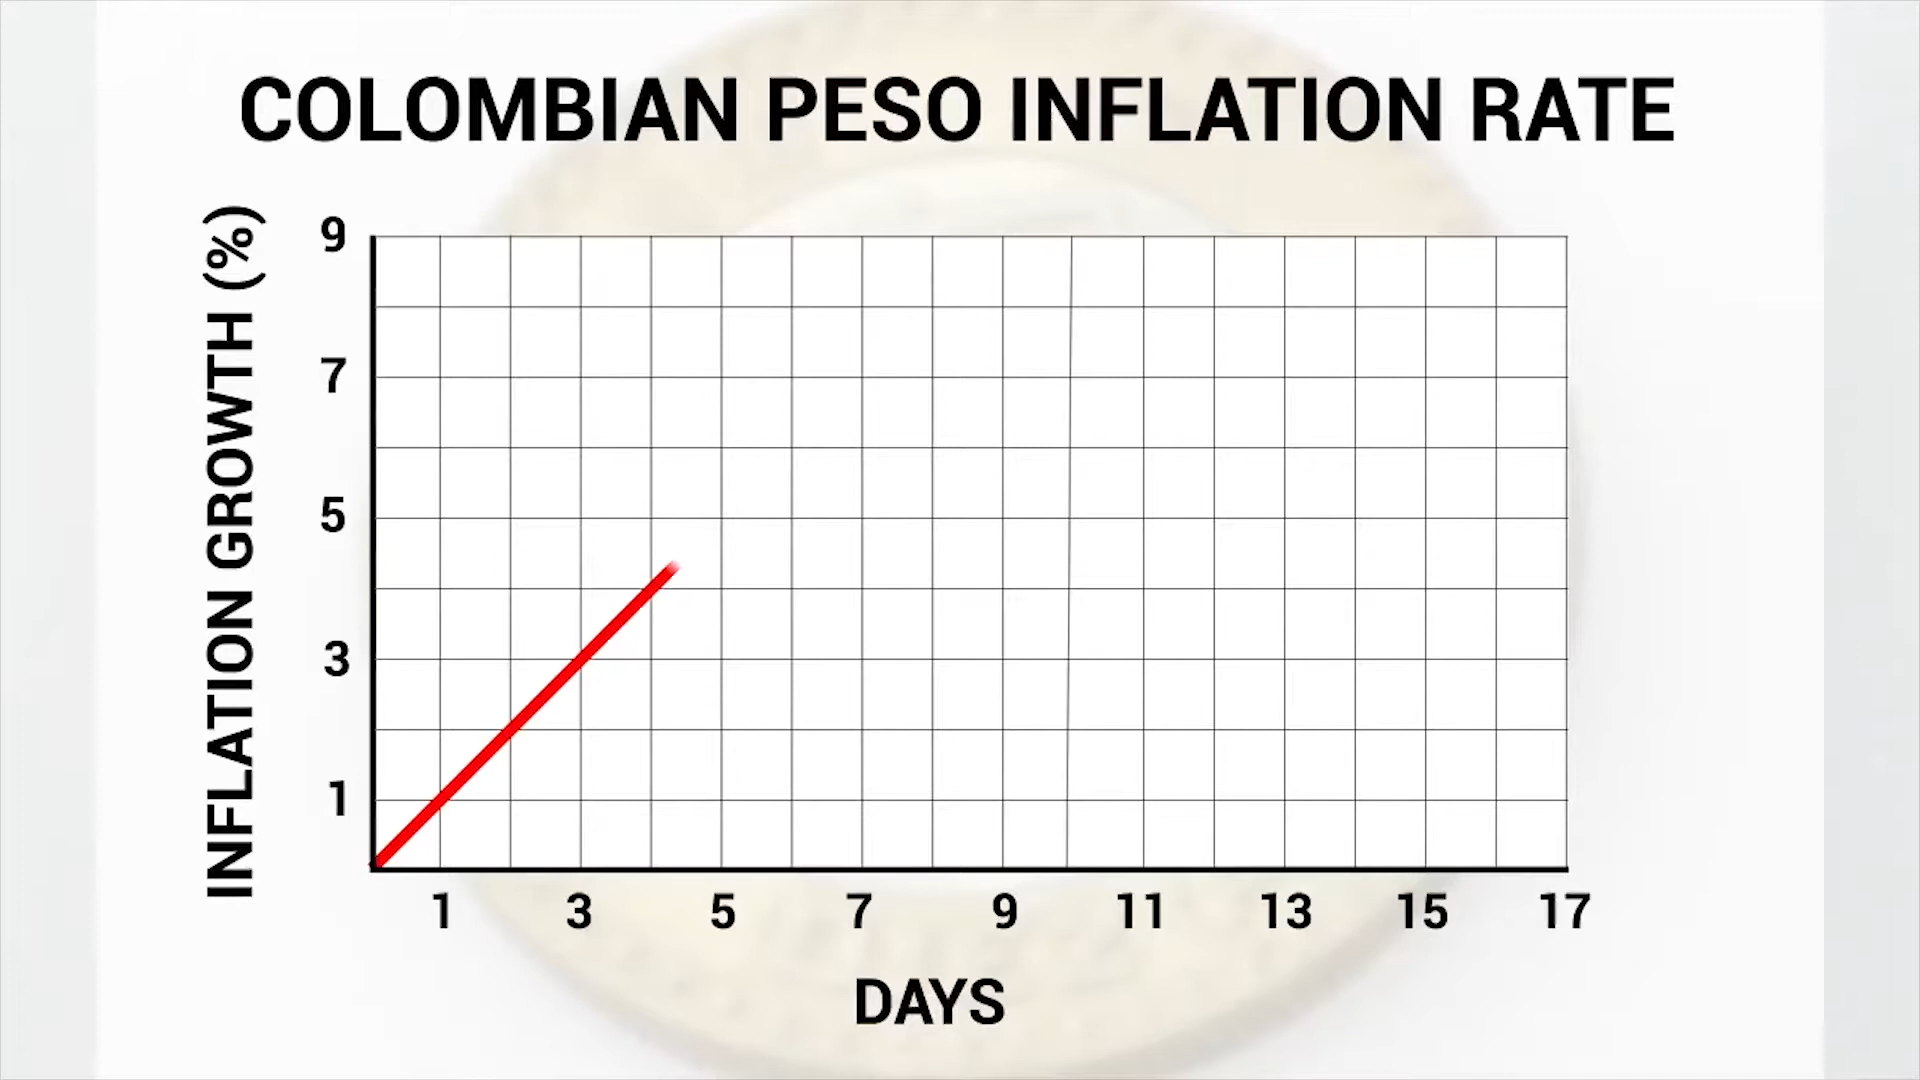 COLOMBIAN PESO INFLATION RATE
INFLATION GROWTH (%)
9
7
5
3
1
1 3 5 7 9 11 13 15 17
DAYS